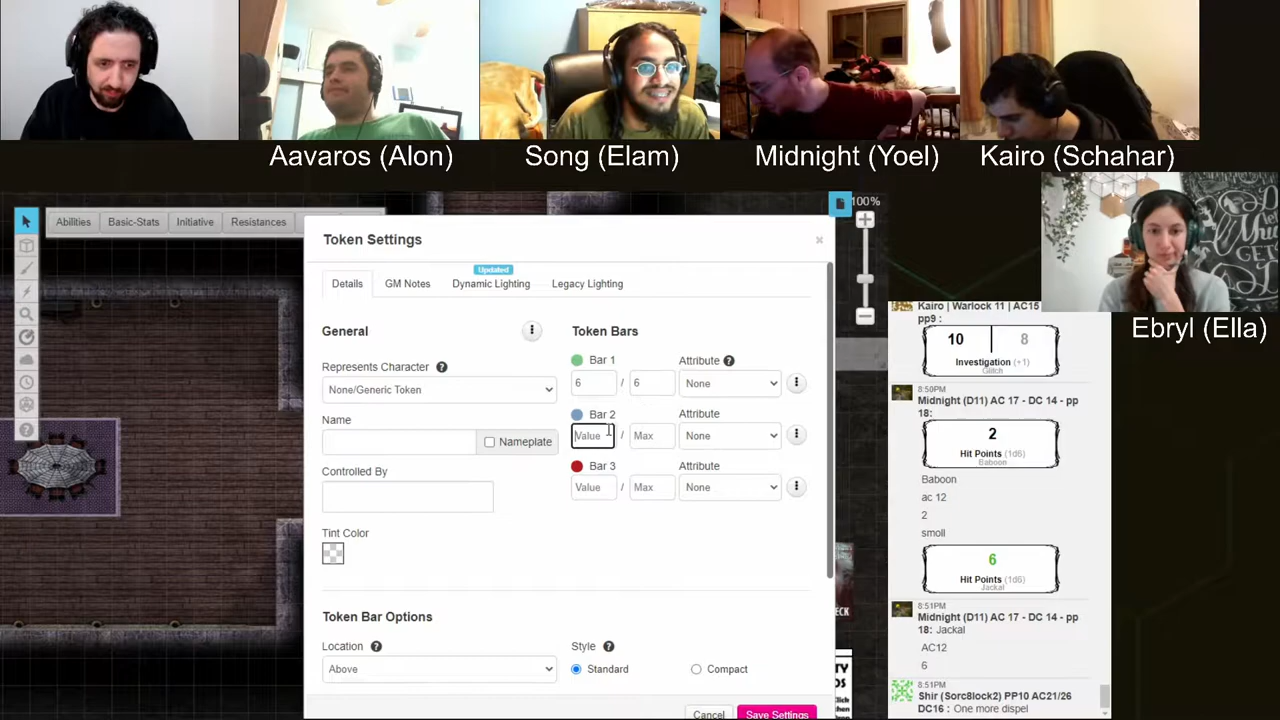 Aavaros (Alon)
Song (Elam)
Midnight (Yoel)
Kairo (Schahar)
Ebryl (Ella)
Abilities
Basic-Stats
Initiative
Resistances
100%
Token Settings
Updated
Details
GM Notes
Dynamic Lighting
Legacy Lighting
General
Token Bars
Represents Character ?
None/Generic Token
Name
Nameplate
Controlled By
Tint Color
Bar 1
Attribute ?
6 / 6
None
Bar 2
Attribute
Value / Max
None
Bar 3
Attribute
Value / Max
None
Token Bar Options
Location ?
Above
Style ?
Standard
Compact
Cancel
Save Settings
Kairo | Warlock 11 | AC15
pp9 :
10 8
Investigation (+1)
Glitch
8:50PM
Midnight (D11) AC 17 - DC 14 - pp
18:
2
Hit Points (1d6)
Baboon
Baboon
ac 12
2
smoll
6
Hit Points (1d6)
Jackal
8:51PM
Midnight (D11) AC 17 - DC 14 - pp
18: Jackal
AC12
6
8:51PM
Shir (Sorc8lock2) PP10 AC21/26
DC16 : One more dispel